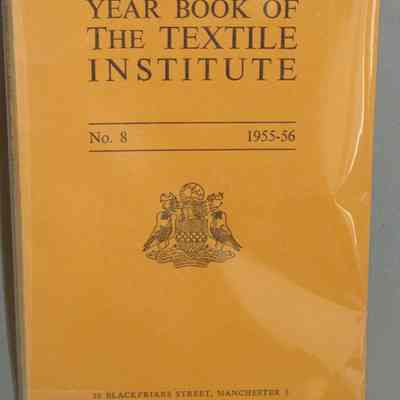 YEAR BOOK OF
THE TEXTILE
INSTITUTE
No. 8 1955-56
10 BLACKFRIARS STREET, MANCHESTER 3